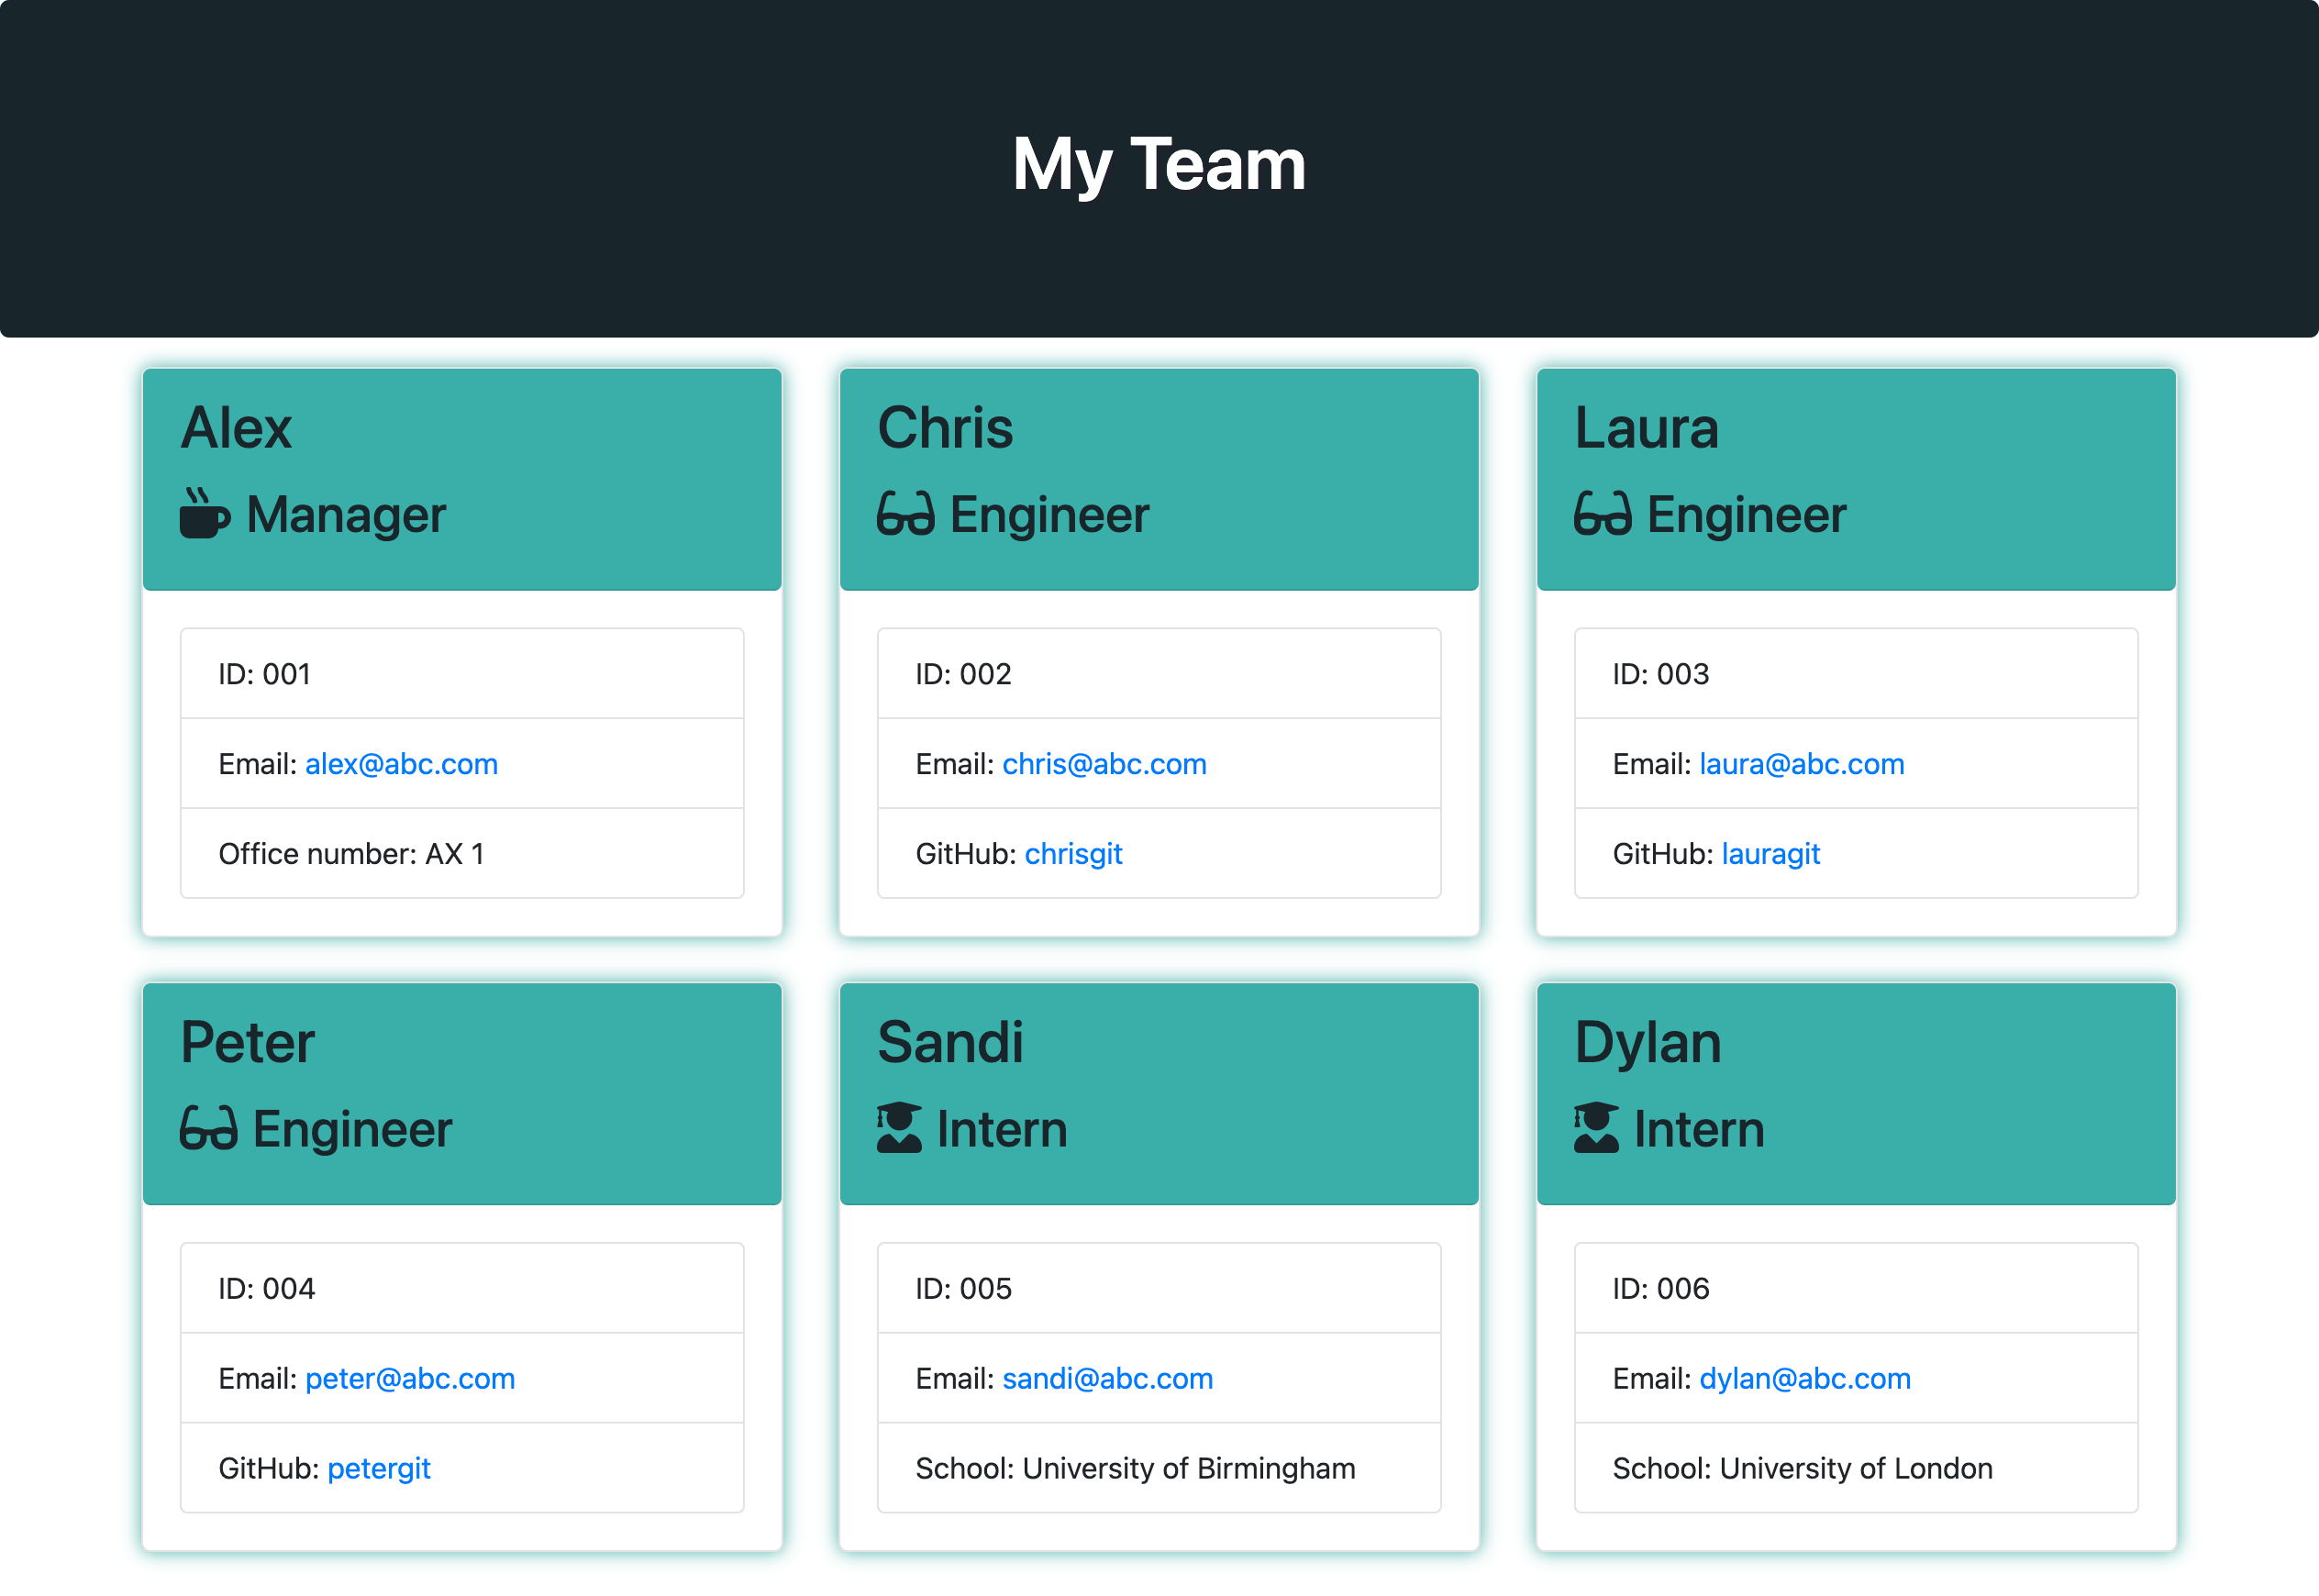 My Team
Alex
Manager
ID: 001
Email: alex@abc.com
Office number: AX 1
Chris
Engineer
ID: 002
Email: chris@abc.com
GitHub: chrisgit
Laura
Engineer
ID: 003
Email: laura@abc.com
GitHub: lauragit
Peter
Engineer
ID: 004
Email: peter@abc.com
GitHub: petergit
Sandi
Intern
ID: 005
Email: sandi@abc.com
School: University of Birmingham
Dylan
Intern
ID: 006
Email: dylan@abc.com
School: University of London